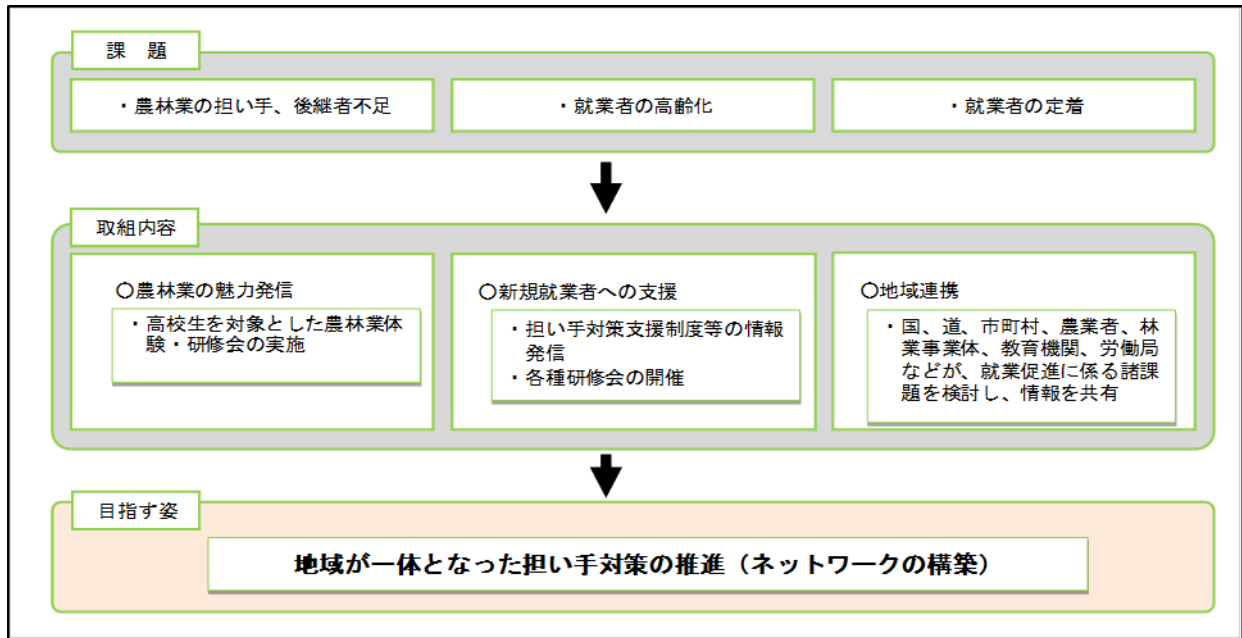 課　題
・農林業の担い手、後継者不足
・就業者の高齢化
・就業者の定着
取組内容
〇農林業の魅力発信
・高校生を対象とした農林業体
験・研修会の実施
〇新規就業者への支援
・担い手対策支援制度等の情報
発信
・各種研修会の開催
〇地域連携
・国、道、市町村、農業者、林
業事業体、教育機関、労働局
などが、就業促進に係る諸課
題を検討し、情報を共有
目指す姿
地域が一体となった担い手対策の推進（ネットワークの構築）